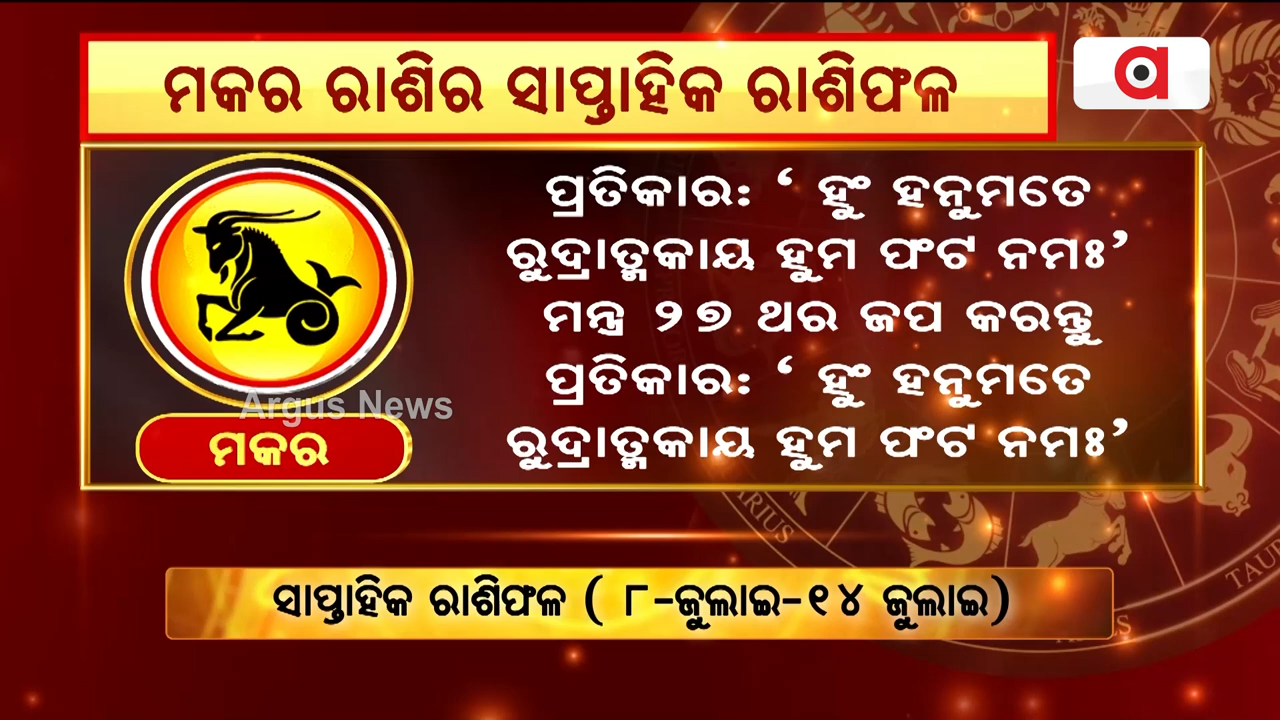 ମକର ରାଶିର ସାପ୍ତାହିକ ରାଶିଫଳ
a
ପ୍ରତିକାର: ‘ ହୁଂ ହନୁମତେ
ରୁଦ୍ରାତ୍ମକାୟ ହୁମ ଫଟ ନମଃ’
ମନ୍ତ୍ର ୨୭ ଥର ଜପ କରନ୍ତୁ
ପ୍ରତିକାର: ‘ ହୁଂ ହନୁମତେ
ରୁଦ୍ରାତ୍ମକାୟ ହୁମ ଫଟ ନମଃ’
Argus News
ମକର
ସାପ୍ତାହିକ ରାଶିଫଳ ( ୮-ଜୁଲାଇ-୧୪ ଜୁଲାଇ)